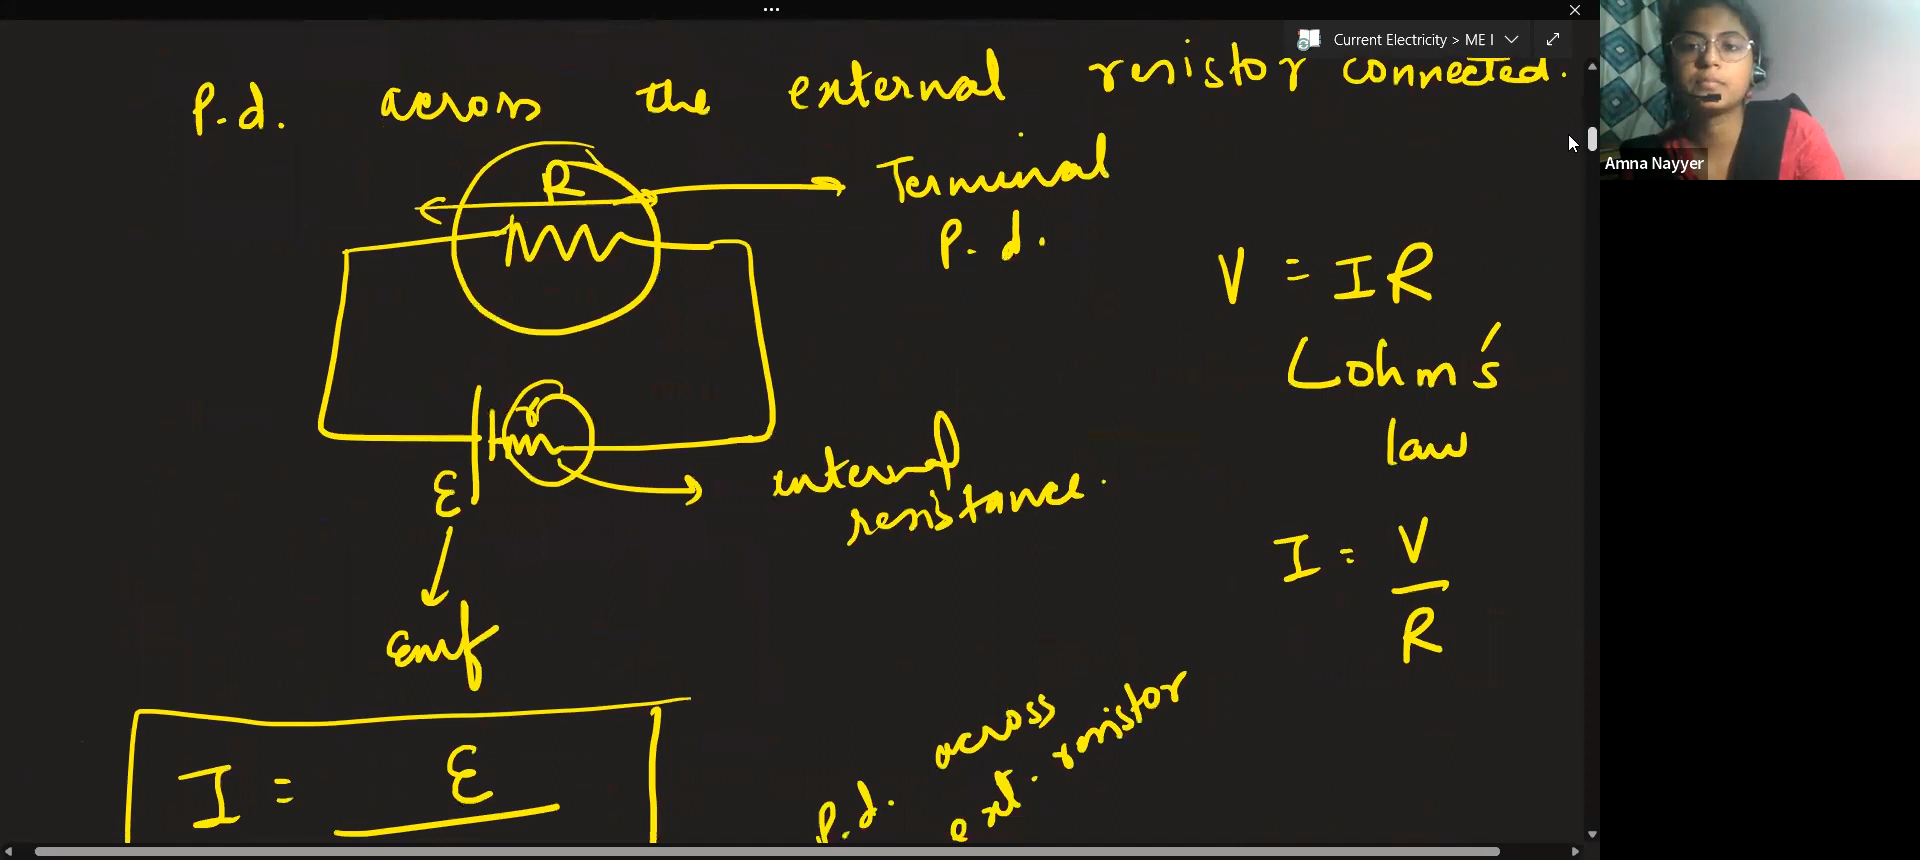 Current Electricity > ME I
P.d. across the external resistor connected.
R
Terminal
P.d.
V = IR
ohm's
law
r
ε
internal
resistance.
I = V
R
Emf
I = ε
P.d. across
ext. resistor
Amna Nayyer